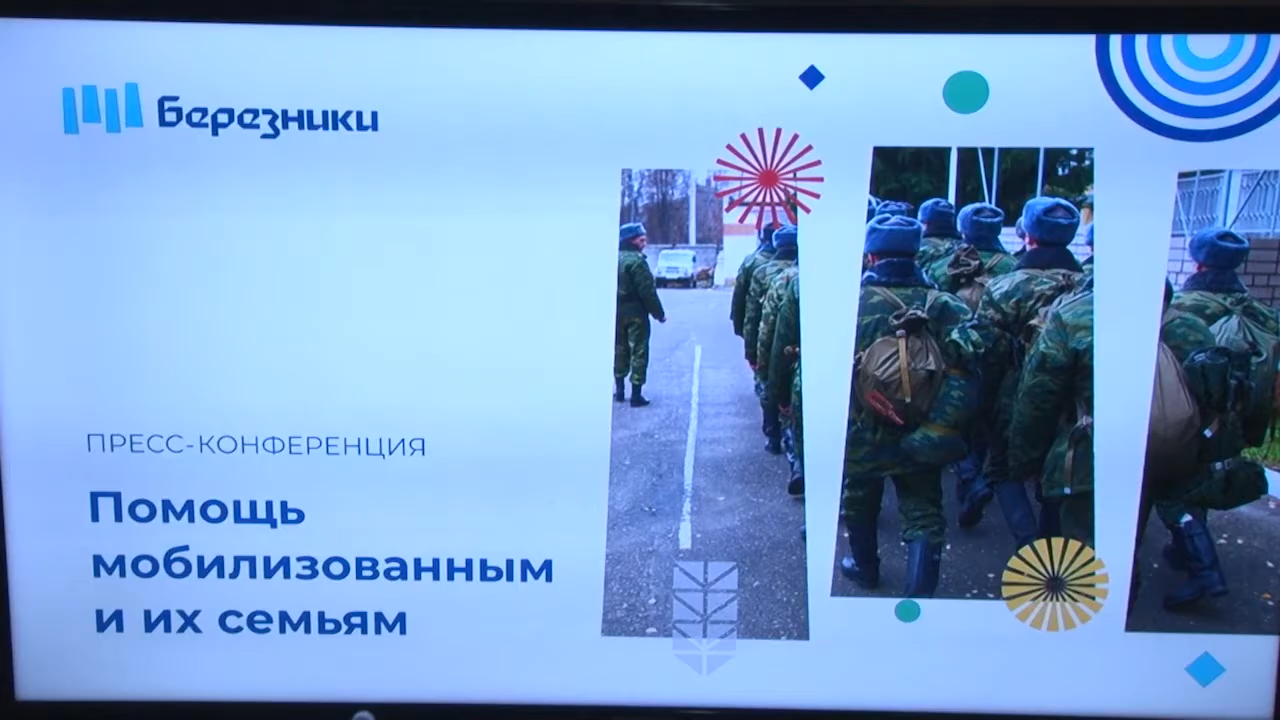 Березники
ПРЕСС-КОНФЕРЕНЦИЯ
Помощь
мобилизованным
и их семьям